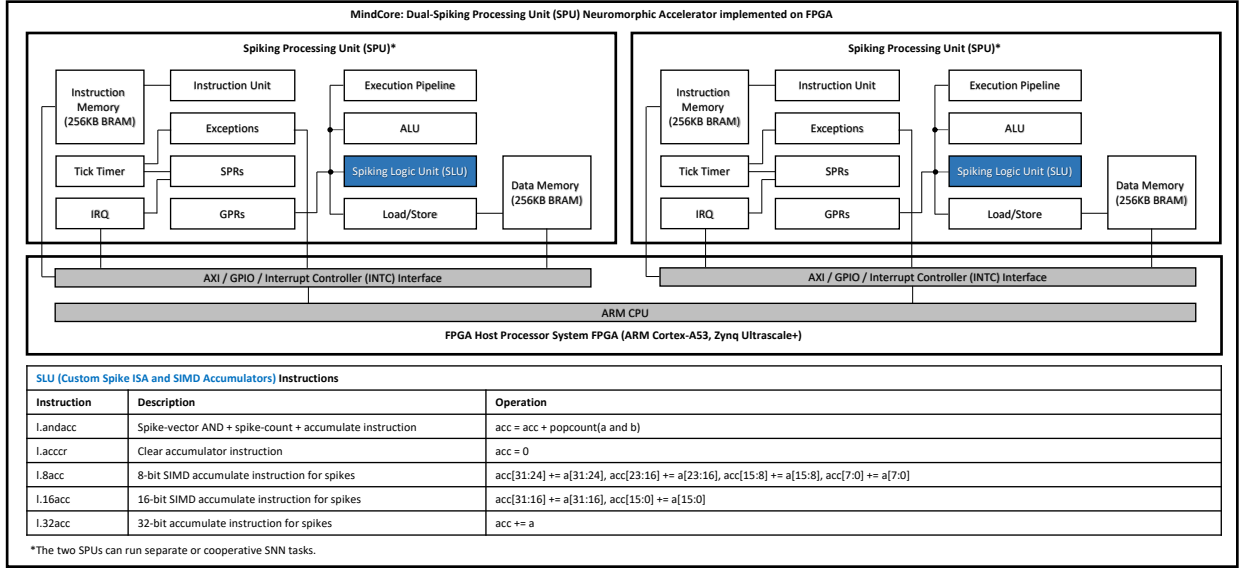 MindCore: Dual-Spiking Processing Unit (SPU) Neuromorphic Accelerator implemented on FPGA
Spiking Processing Unit (SPU)*
Instruction
Memory
(256KB BRAM)
Instruction Unit
Execution Pipeline
Exceptions
ALU
Tick Timer
SPRs
Spiking Logic Unit (SLU)
Data Memory
(256KB BRAM)
IRQ
GPRs
Load/Store
Spiking Processing Unit (SPU)*
Instruction
Memory
(256KB BRAM)
Instruction Unit
Execution Pipeline
Exceptions
ALU
Tick Timer
SPRs
Spiking Logic Unit (SLU)
Data Memory
(256KB BRAM)
IRQ
GPRs
Load/Store
AXI / GPIO / Interrupt Controller (INTC) Interface
AXI / GPIO / Interrupt Controller (INTC) Interface
ARM CPU
FPGA Host Processor System FPGA (ARM Cortex-A53, Zynq Ultrascale+)
SLU (Custom Spike ISA and SIMD Accumulators) Instructions
Instruction Description Operation
l.andacc Spike-vector AND + spike-count + accumulate instruction acc = acc + popcount(a and b)
l.acccr Clear accumulator instruction acc = 0
l.8acc 8-bit SIMD accumulate instruction for spikes acc[31:24] += a[31:24], acc[23:16] += a[23:16], acc[15:8] += a[15:8], acc[7:0] += a[7:0]
l.16acc 16-bit SIMD accumulate instruction for spikes acc[31:16] += a[31:16], acc[15:0] += a[15:0]
l.32acc 32-bit accumulate instruction for spikes acc += a
*The two SPUs can run separate or cooperative SNN tasks.